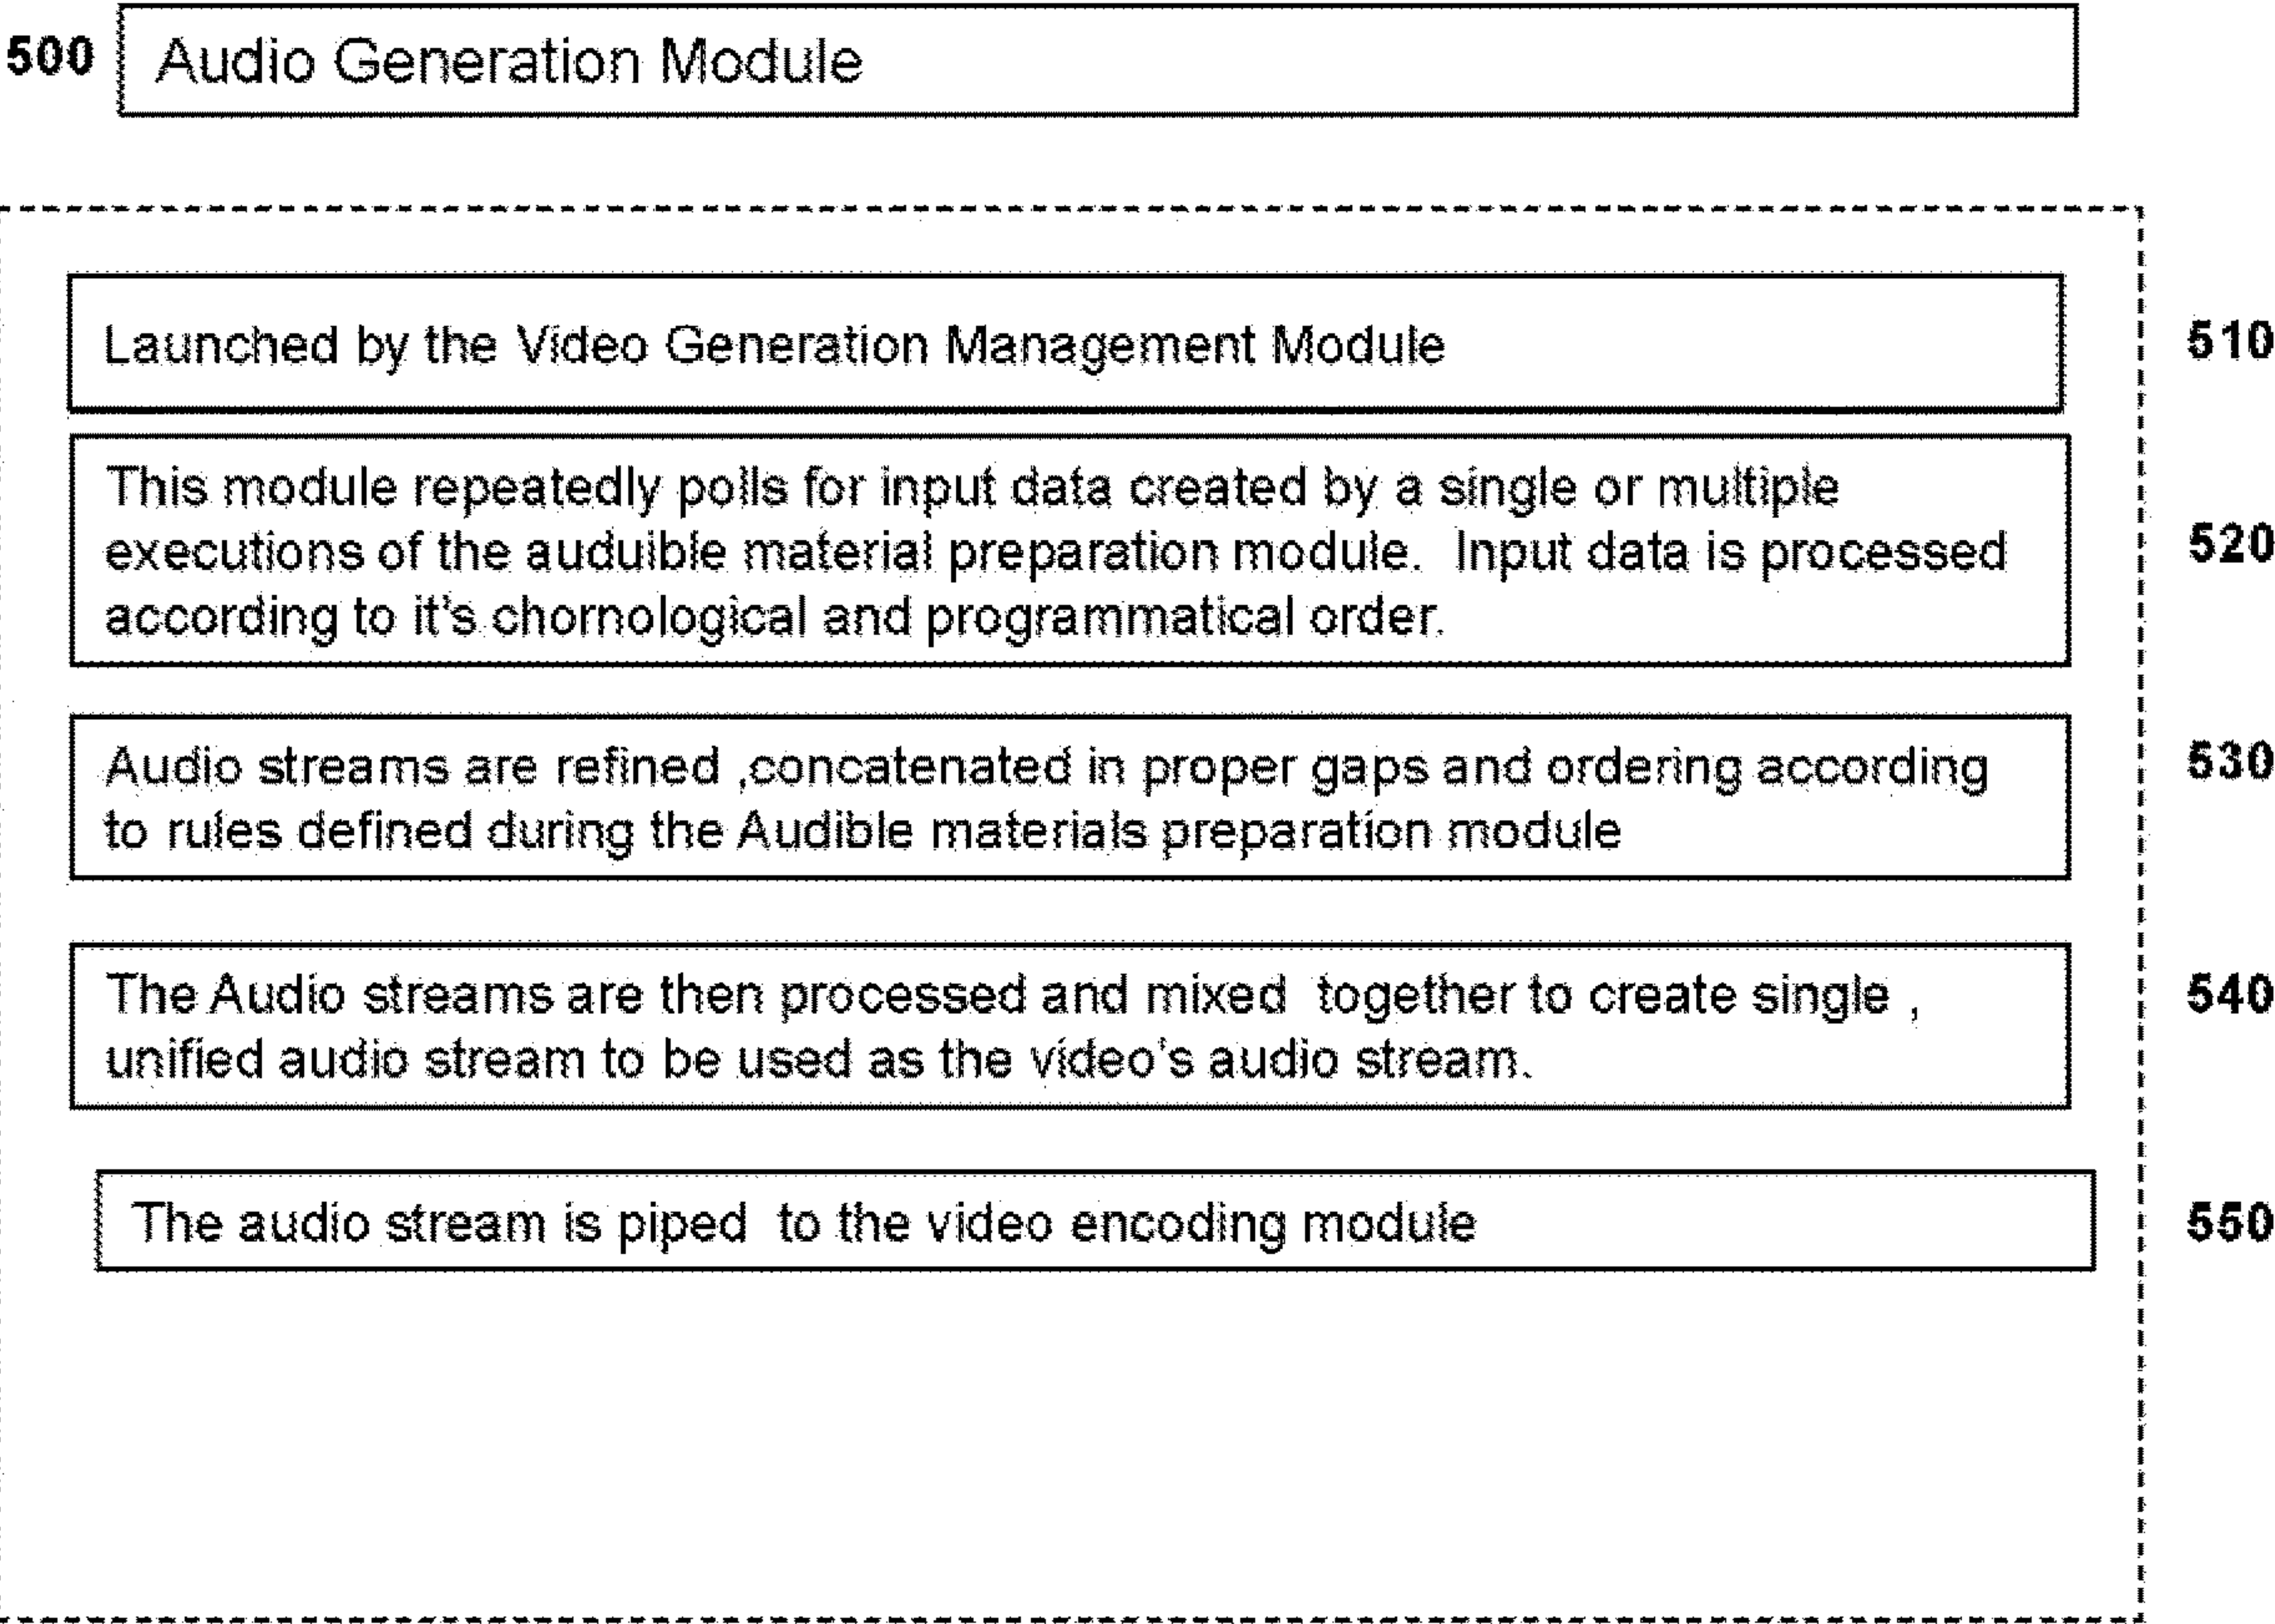 500 Audio Generation Module
Launched by the Video Generation Management Module
510
This module repeatedly polls for input data created by a single or multiple
executions of the auduible material preparation module. Input data is processed
520
according to it's chornological and programmatical order.
Audio streams are refined ,concatenated in proper gaps and ordering according
530
to rules defined during the Audible materials preparation module
The Audio streams are then processed and mixed together to create single ,
540
unified audio stream to be used as the video's audio stream.
The audio stream is piped to the video encoding module
550